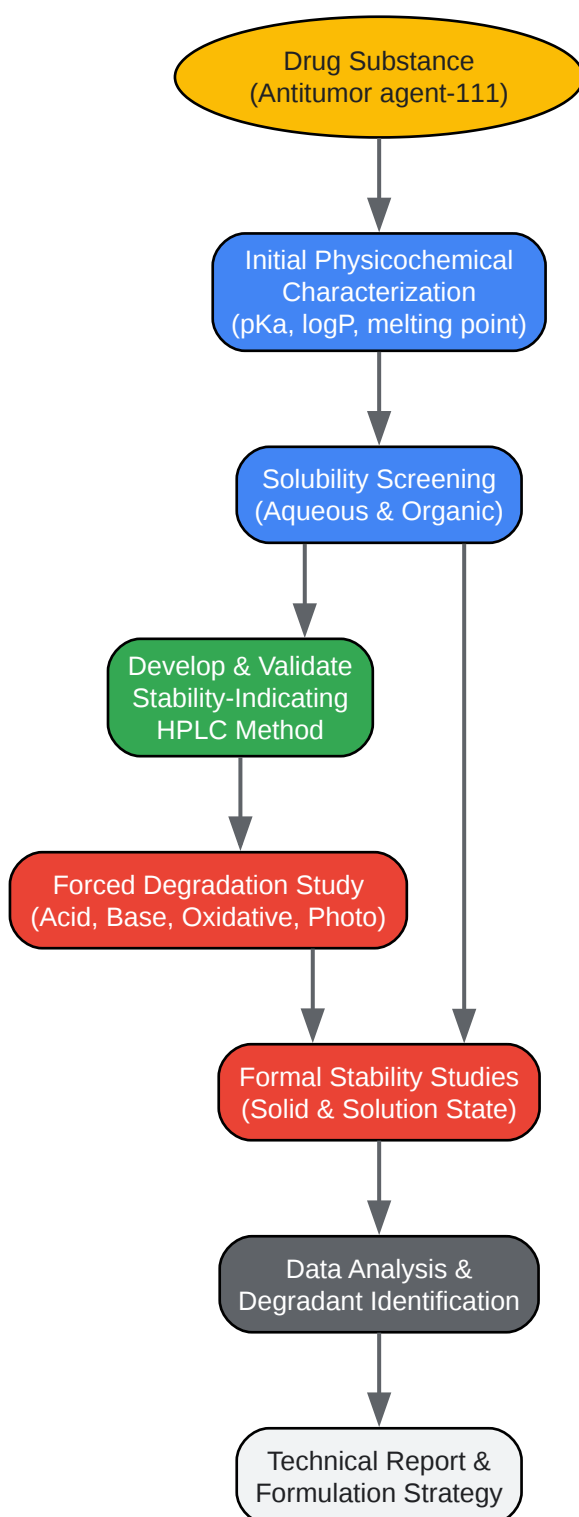 Drug Substance
(Antitumor agent-111)
Initial Physicochemical
Characterization
(pKa, logP, melting point)
Solubility Screening
(Aqueous & Organic)
Develop & Validate
Stability-Indicating
HPLC Method
Forced Degradation Study
(Acid, Base, Oxidative, Photo)
Formal Stability Studies
(Solid & Solution State)
Data Analysis &
Degradant Identification
Technical Report &
Formulation Strategy